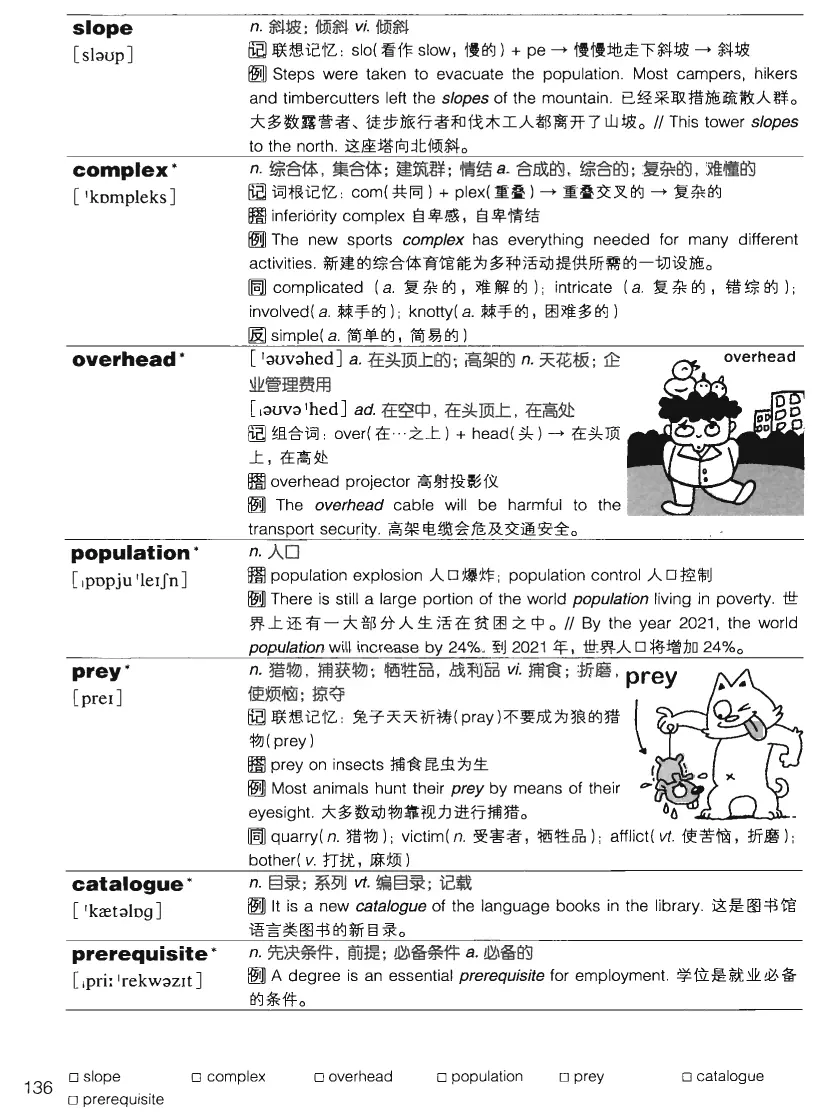 slope n. 斜坡；倾斜 vi. 倾斜
[sləʊp] [记] 联想记忆：slo(看作 slow，慢的) + pe → 慢慢地走下斜坡 → 斜坡
[例] Steps were taken to evacuate the population. Most campers, hikers
and timbercutters left the slopes of the mountain. 已经采取措施疏散人群。
大多数露营者、徒步旅行者和伐木工人都离开了山坡。// This tower slopes
to the north. 这座塔向北倾斜。
complex* n. 综合体，集合体；建筑群；情结 a. 合成的，综合的；复杂的，难懂的
[ˈkɒmpleks] [记] 词根记忆：com(共同) + plex(重叠) → 重叠交叉的 → 复杂的
[搭] inferiority complex 自卑感，自卑情结
[例] The new sports complex has everything needed for many different
activities. 新建的综合体育馆能为多种活动提供所需的一切设施。
[同] complicated (a. 复杂的，难解的); intricate (a. 复杂的，错综的);
involved(a. 棘手的); knotty(a. 棘手的，困难多的)
[反] simple(a. 简单的，简易的)
overhead* [ˈəʊvəhed] a. 在头顶上的；高架的 n. 天花板；企
业管理费用
[ˌəʊvəˈhed] ad. 在空中，在头顶上，在高处
[记] 组合词：over(在…之上) + head(头) → 在头顶
上，在高处
[搭] overhead projector 高射投影仪
[例] The overhead cable will be harmful to the
transport security. 高架电缆会危及交通安全。
overhead
population* n. 人口
[ˌpɒpjuˈleɪʃn] [搭] population explosion 人口爆炸；population control 人口控制
[例] There is still a large portion of the world population living in poverty. 世
界上还有一大部分人生活在贫困之中。// By the year 2021, the world
population will increase by 24%. 到 2021 年，世界人口将增加 24%。
prey* n. 猎物，捕获物；牺牲品，战利品 vi. 捕食；折磨，
[preɪ] 使烦恼；掠夺
[记] 联想记忆：兔子天天祈祷(pray)不要成为狼的猎
物(prey)
[搭] prey on insects 捕食昆虫为生
[例] Most animals hunt their prey by means of their
eyesight. 大多数动物靠视力进行捕猎。
[同] quarry(n. 猎物); victim(n. 受害者，牺牲品); afflict(vt. 使苦恼，折磨);
bother(v. 打扰，麻烦)
prey
catalogue* n. 目录；系列 vt. 编目录；记载
[ˈkætəlɒg] [例] It is a new catalogue of the language books in the library. 这是图书馆
语言类图书的新目录。
prerequisite* n. 先决条件，前提；必备条件 a. 必备的
[ˌpriːˈrekwəzɪt] [例] A degree is an essential prerequisite for employment. 学位是就业必备
的条件。
136 □ slope □ complex □ overhead □ population □ prey □ catalogue
□ prerequisite